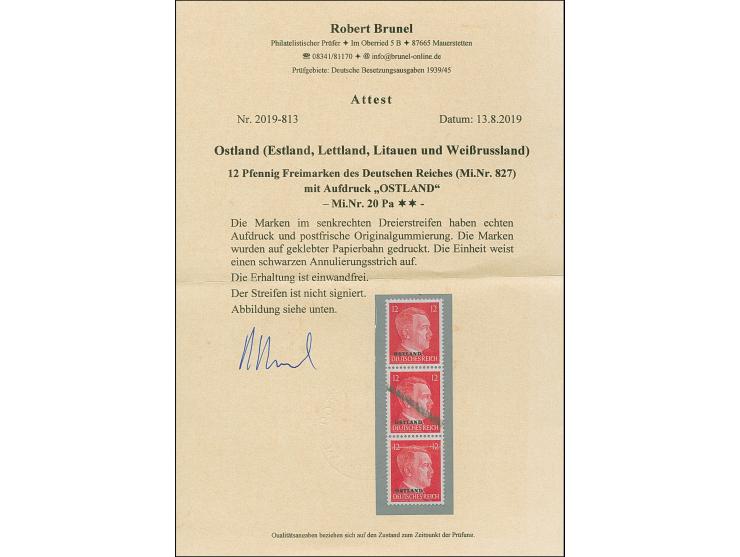 Robert Brunel
Philatelistischer Prüfer ✦ Im Oberried 5 B ✦ 87665 Mauerstetten
☎ 08341/81170 ✦ @ info@brunel-online.de
Prüfgebiete: Deutsche Besetzungsausgaben 1939/45
Attest
Nr. 2019-813 Datum: 13.8.2019
Ostland (Estland, Lettland, Litauen und Weißrussland)
12 Pfennig Freimarken des Deutschen Reiches (Mi.Nr. 827)
mit Aufdruck „OSTLAND“
– Mi.Nr. 20 Pa ✶✶ -
Die Marken im senkrechten Dreierstreifen haben echten
Aufdruck und postfrische Originalgummierung. Die Marken
wurden auf geklebter Papierbahn gedruckt. Die Einheit weist
einen schwarzen Annulierungsstrich auf.
Die Erhaltung ist einwandfrei.
Der Streifen ist nicht signiert.
Abbildung siehe unten.
12 12
OSTLAND
DEUTSCHES REICH
12 12
OSTLAND
DEUTSCHES REICH
12 12
OSTLAND
DEUTSCHES REICH
Qualitätsangaben beziehen sich auf den Zustand zum Zeitpunkt der Prüfung.